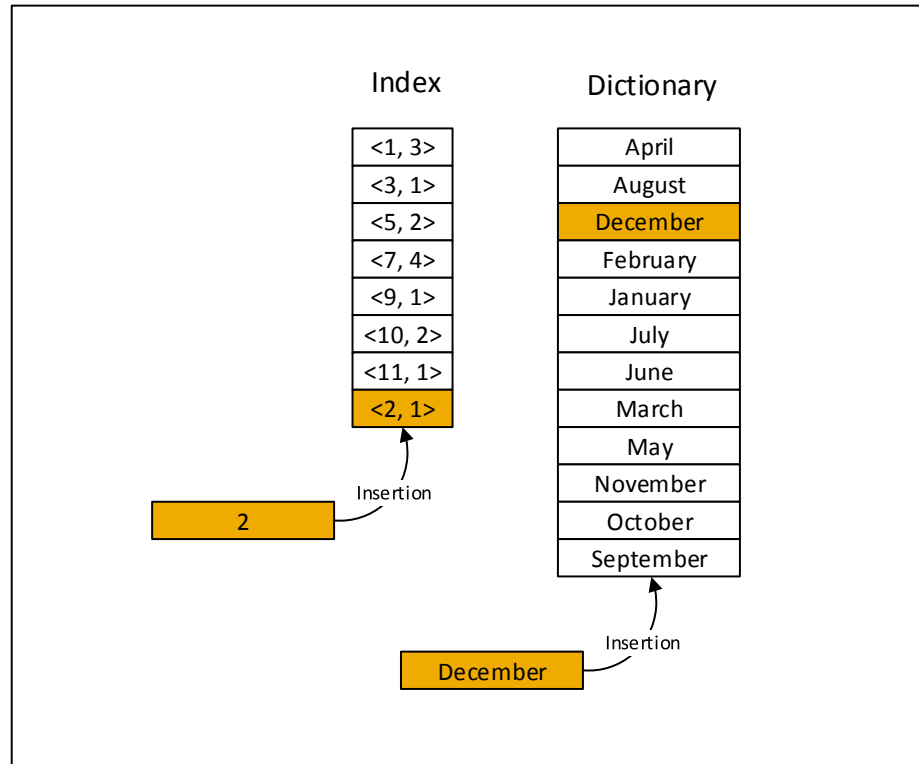 Index
<1, 3>
<3, 1>
<5, 2>
<7, 4>
<9, 1>
<10, 2>
<11, 1>
<2, 1>
Insertion
2
Dictionary
April
August
December
February
January
July
June
March
May
November
October
September
Insertion
December